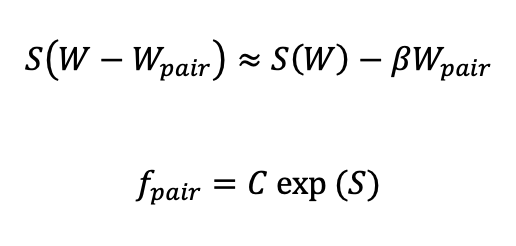 S(W − W_pair) ≈ S(W) − βW_pair
f_pair = C exp (S)